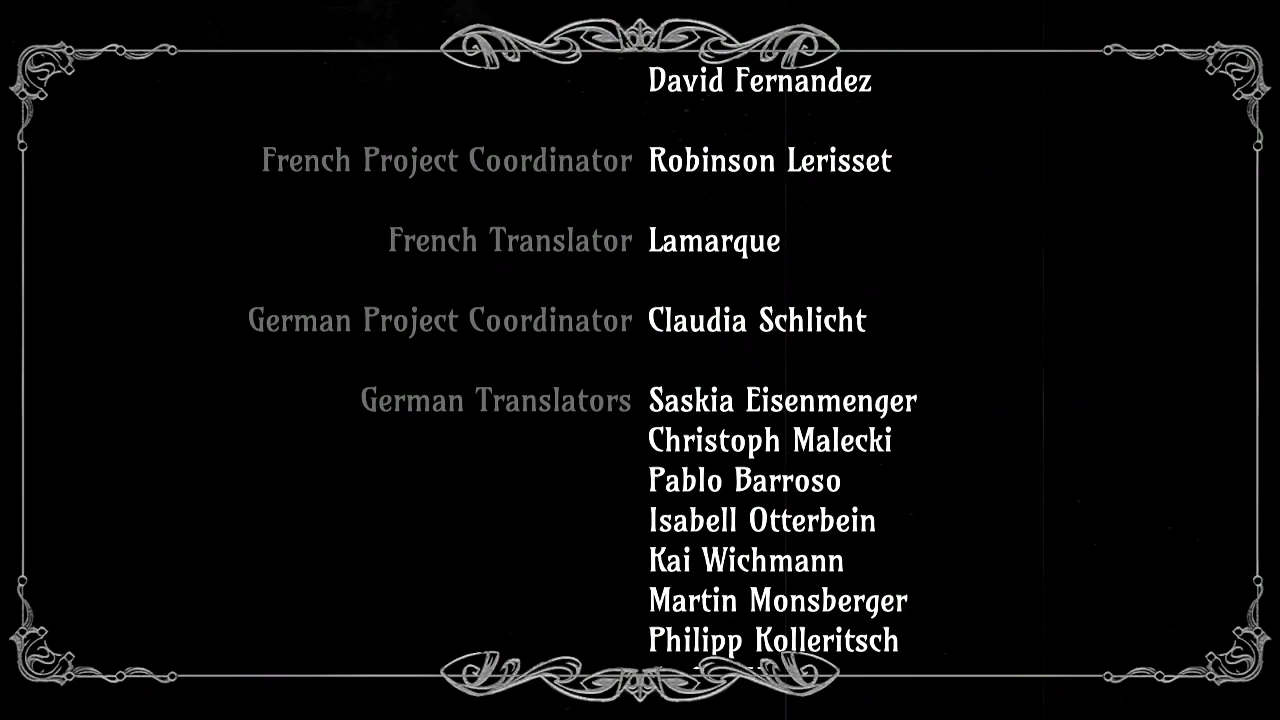 David Fernandez
French Project Coordinator Robinson Lerisset
French Translator Lamarque
German Project Coordinator Claudia Schlicht
German Translators Saskia Eisenmenger
Christoph Malecki
Pablo Barroso
Isabell Otterbein
Kai Wichmann
Martin Monsberger
Philipp Kolleritsch